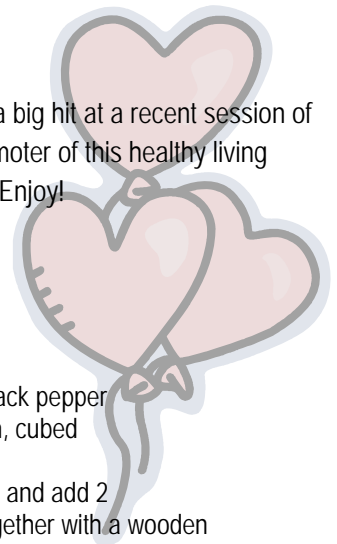 a big hit at a recent session of
moter of this healthy living
Enjoy!
ack pepper
, cubed
and add 2
gether with a wooden